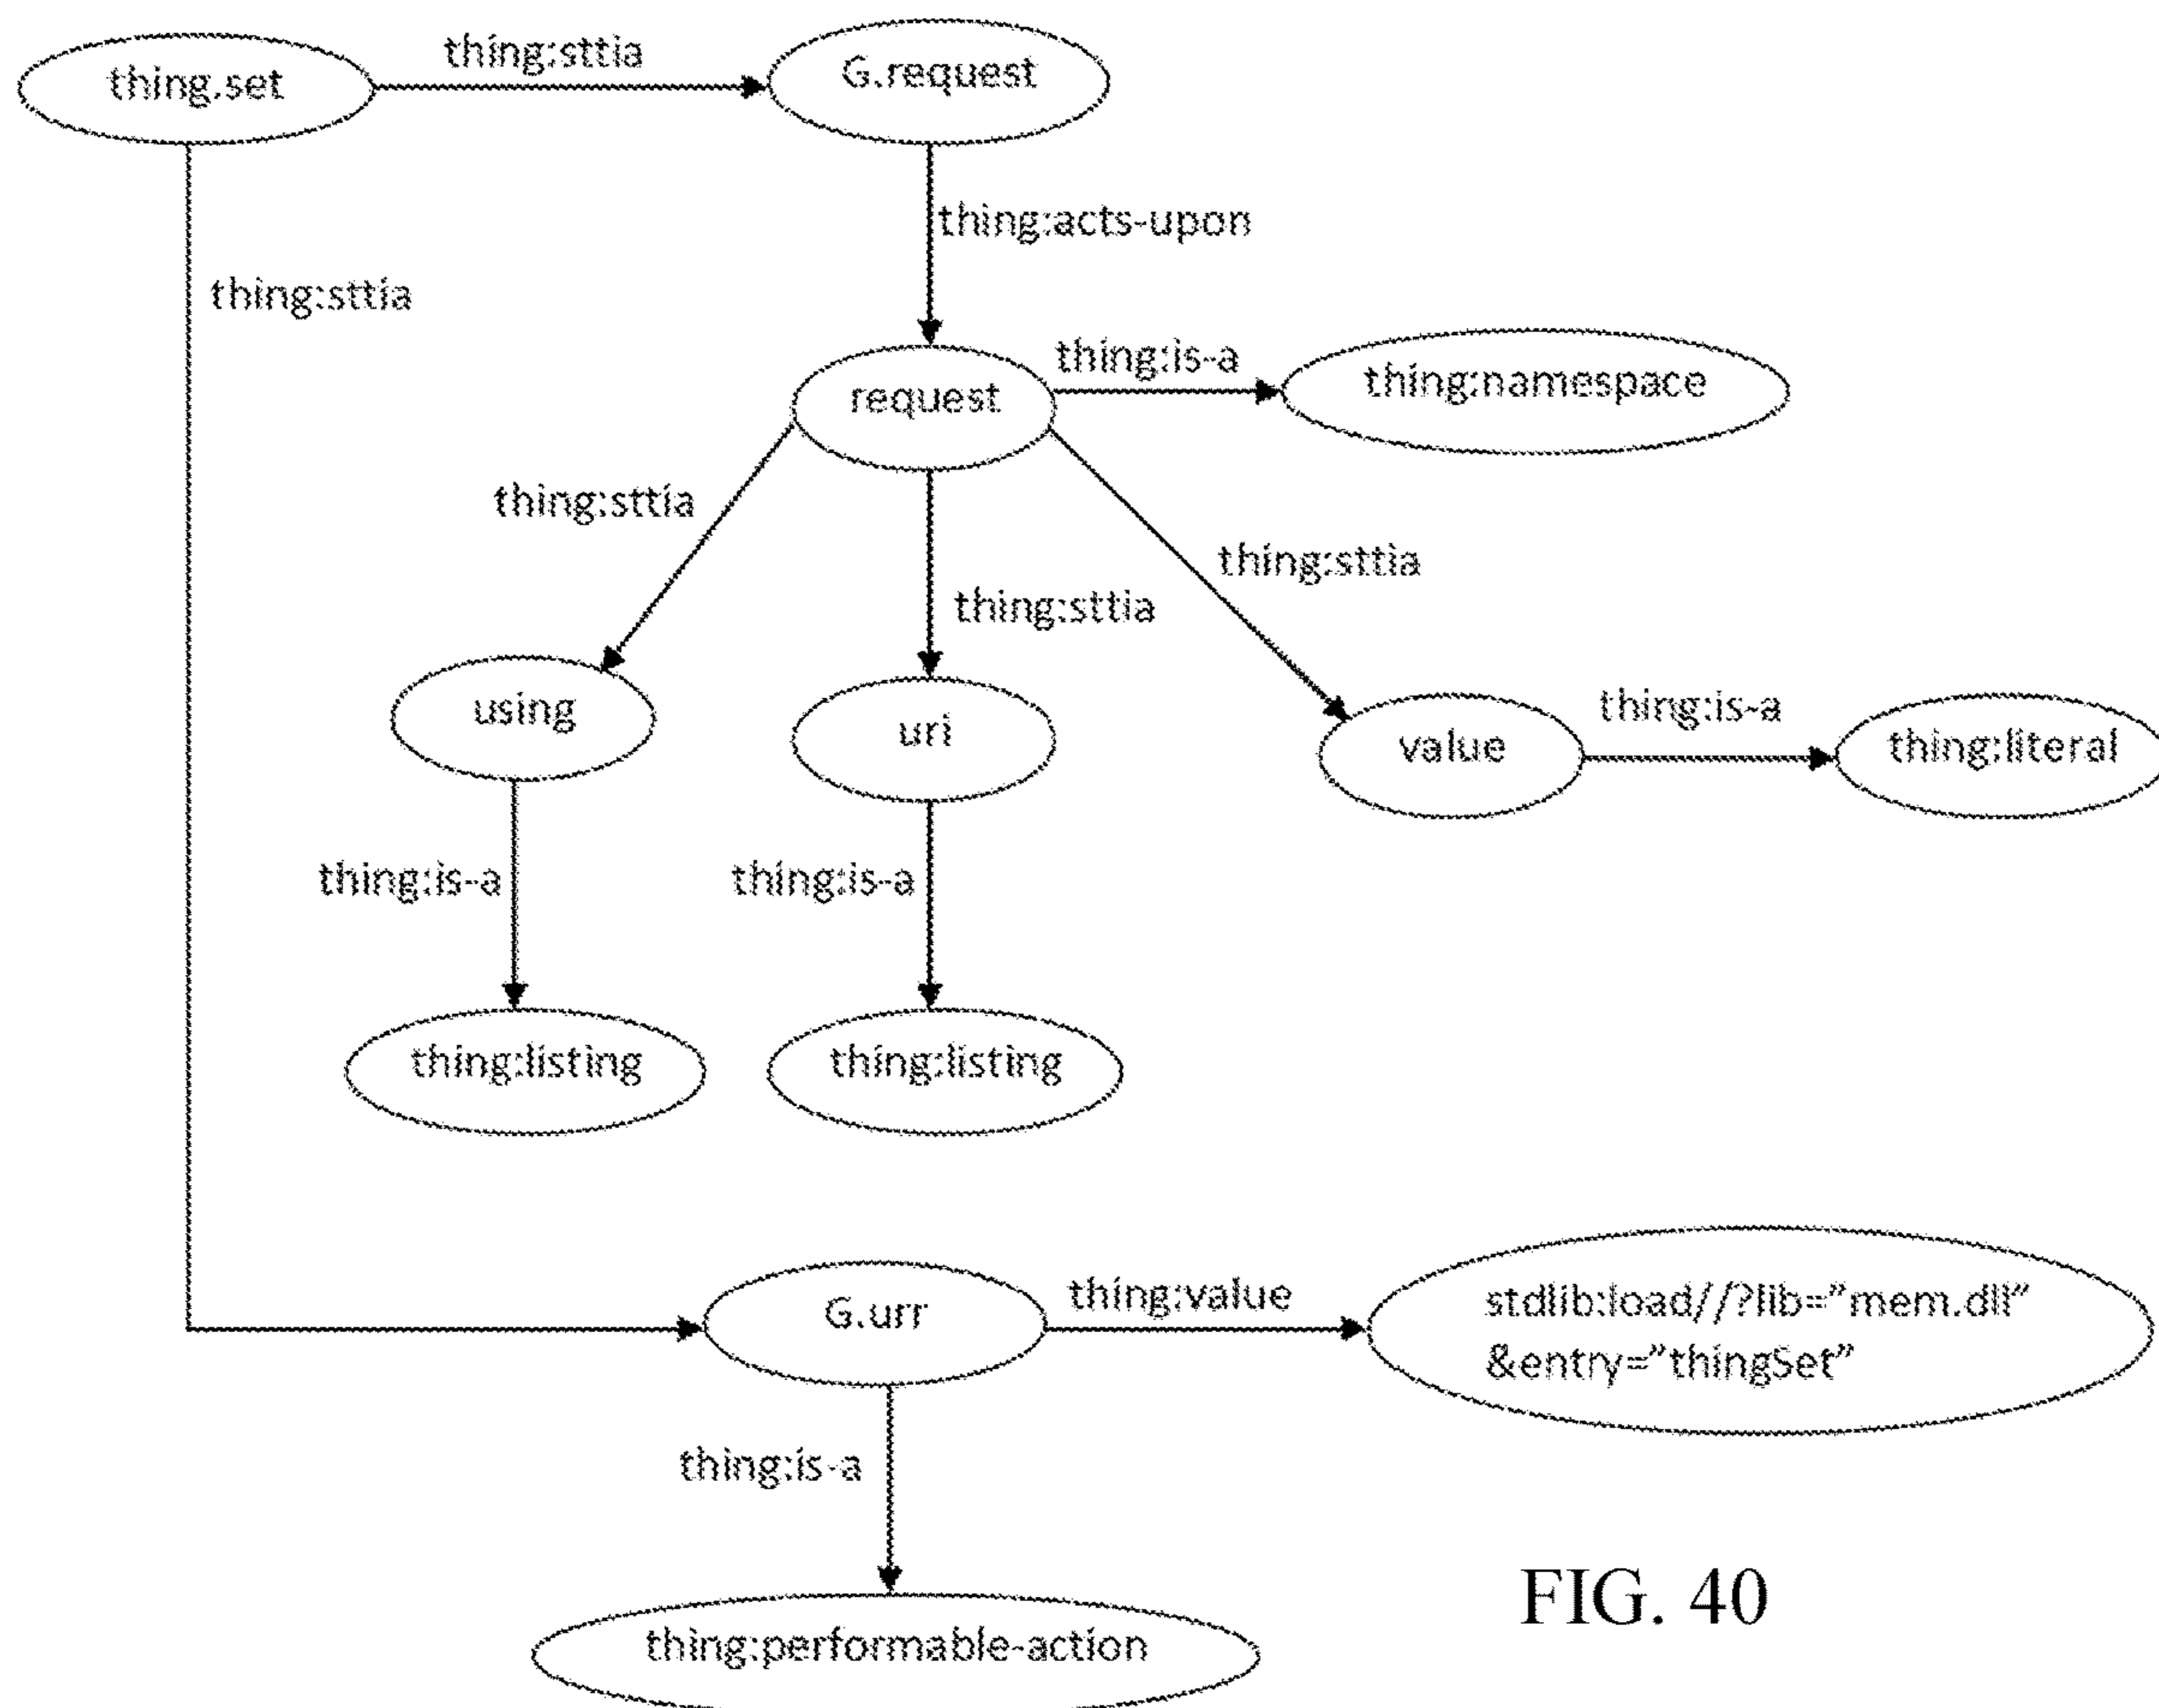 thing:sttia
thing.set
G.request
thing:acts-upon
thing:sttia
thing:is-a
request
thing:namespace
thing:sttia
thing:sttia
thing:sttia
using
uri
value
thing:is-a
thing:literal
thing:is-a
thing:is-a
thing:listing
thing:listing
G.urr
thing:value
stdlib:load//?lib="mem.dll"
&entry="thingSet"
thing:is-a
thing:performable-action
FIG. 40